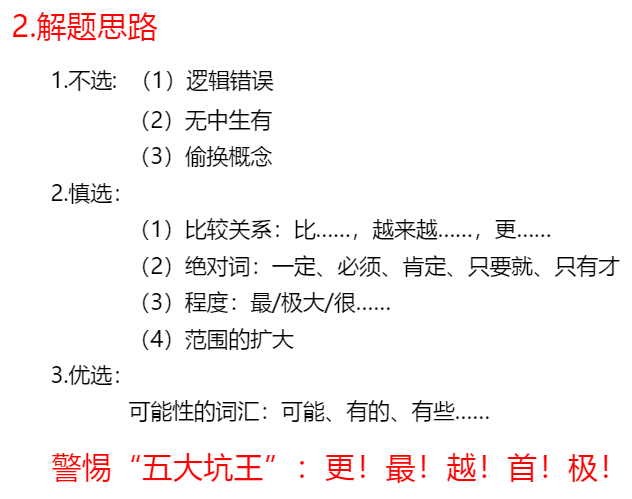 2.解题思路
1.不选: （1）逻辑错误
（2）无中生有
（3）偷换概念
2.慎选：
（1）比较关系：比……，越来越……，更……
（2）绝对词：一定、必须、肯定、只要就、只有才
（3）程度：最/极大/很……
（4）范围的扩大
3.优选：
可能性的词汇：可能、有的、有些……
警惕“五大坑王”：更！最！越！首！极！